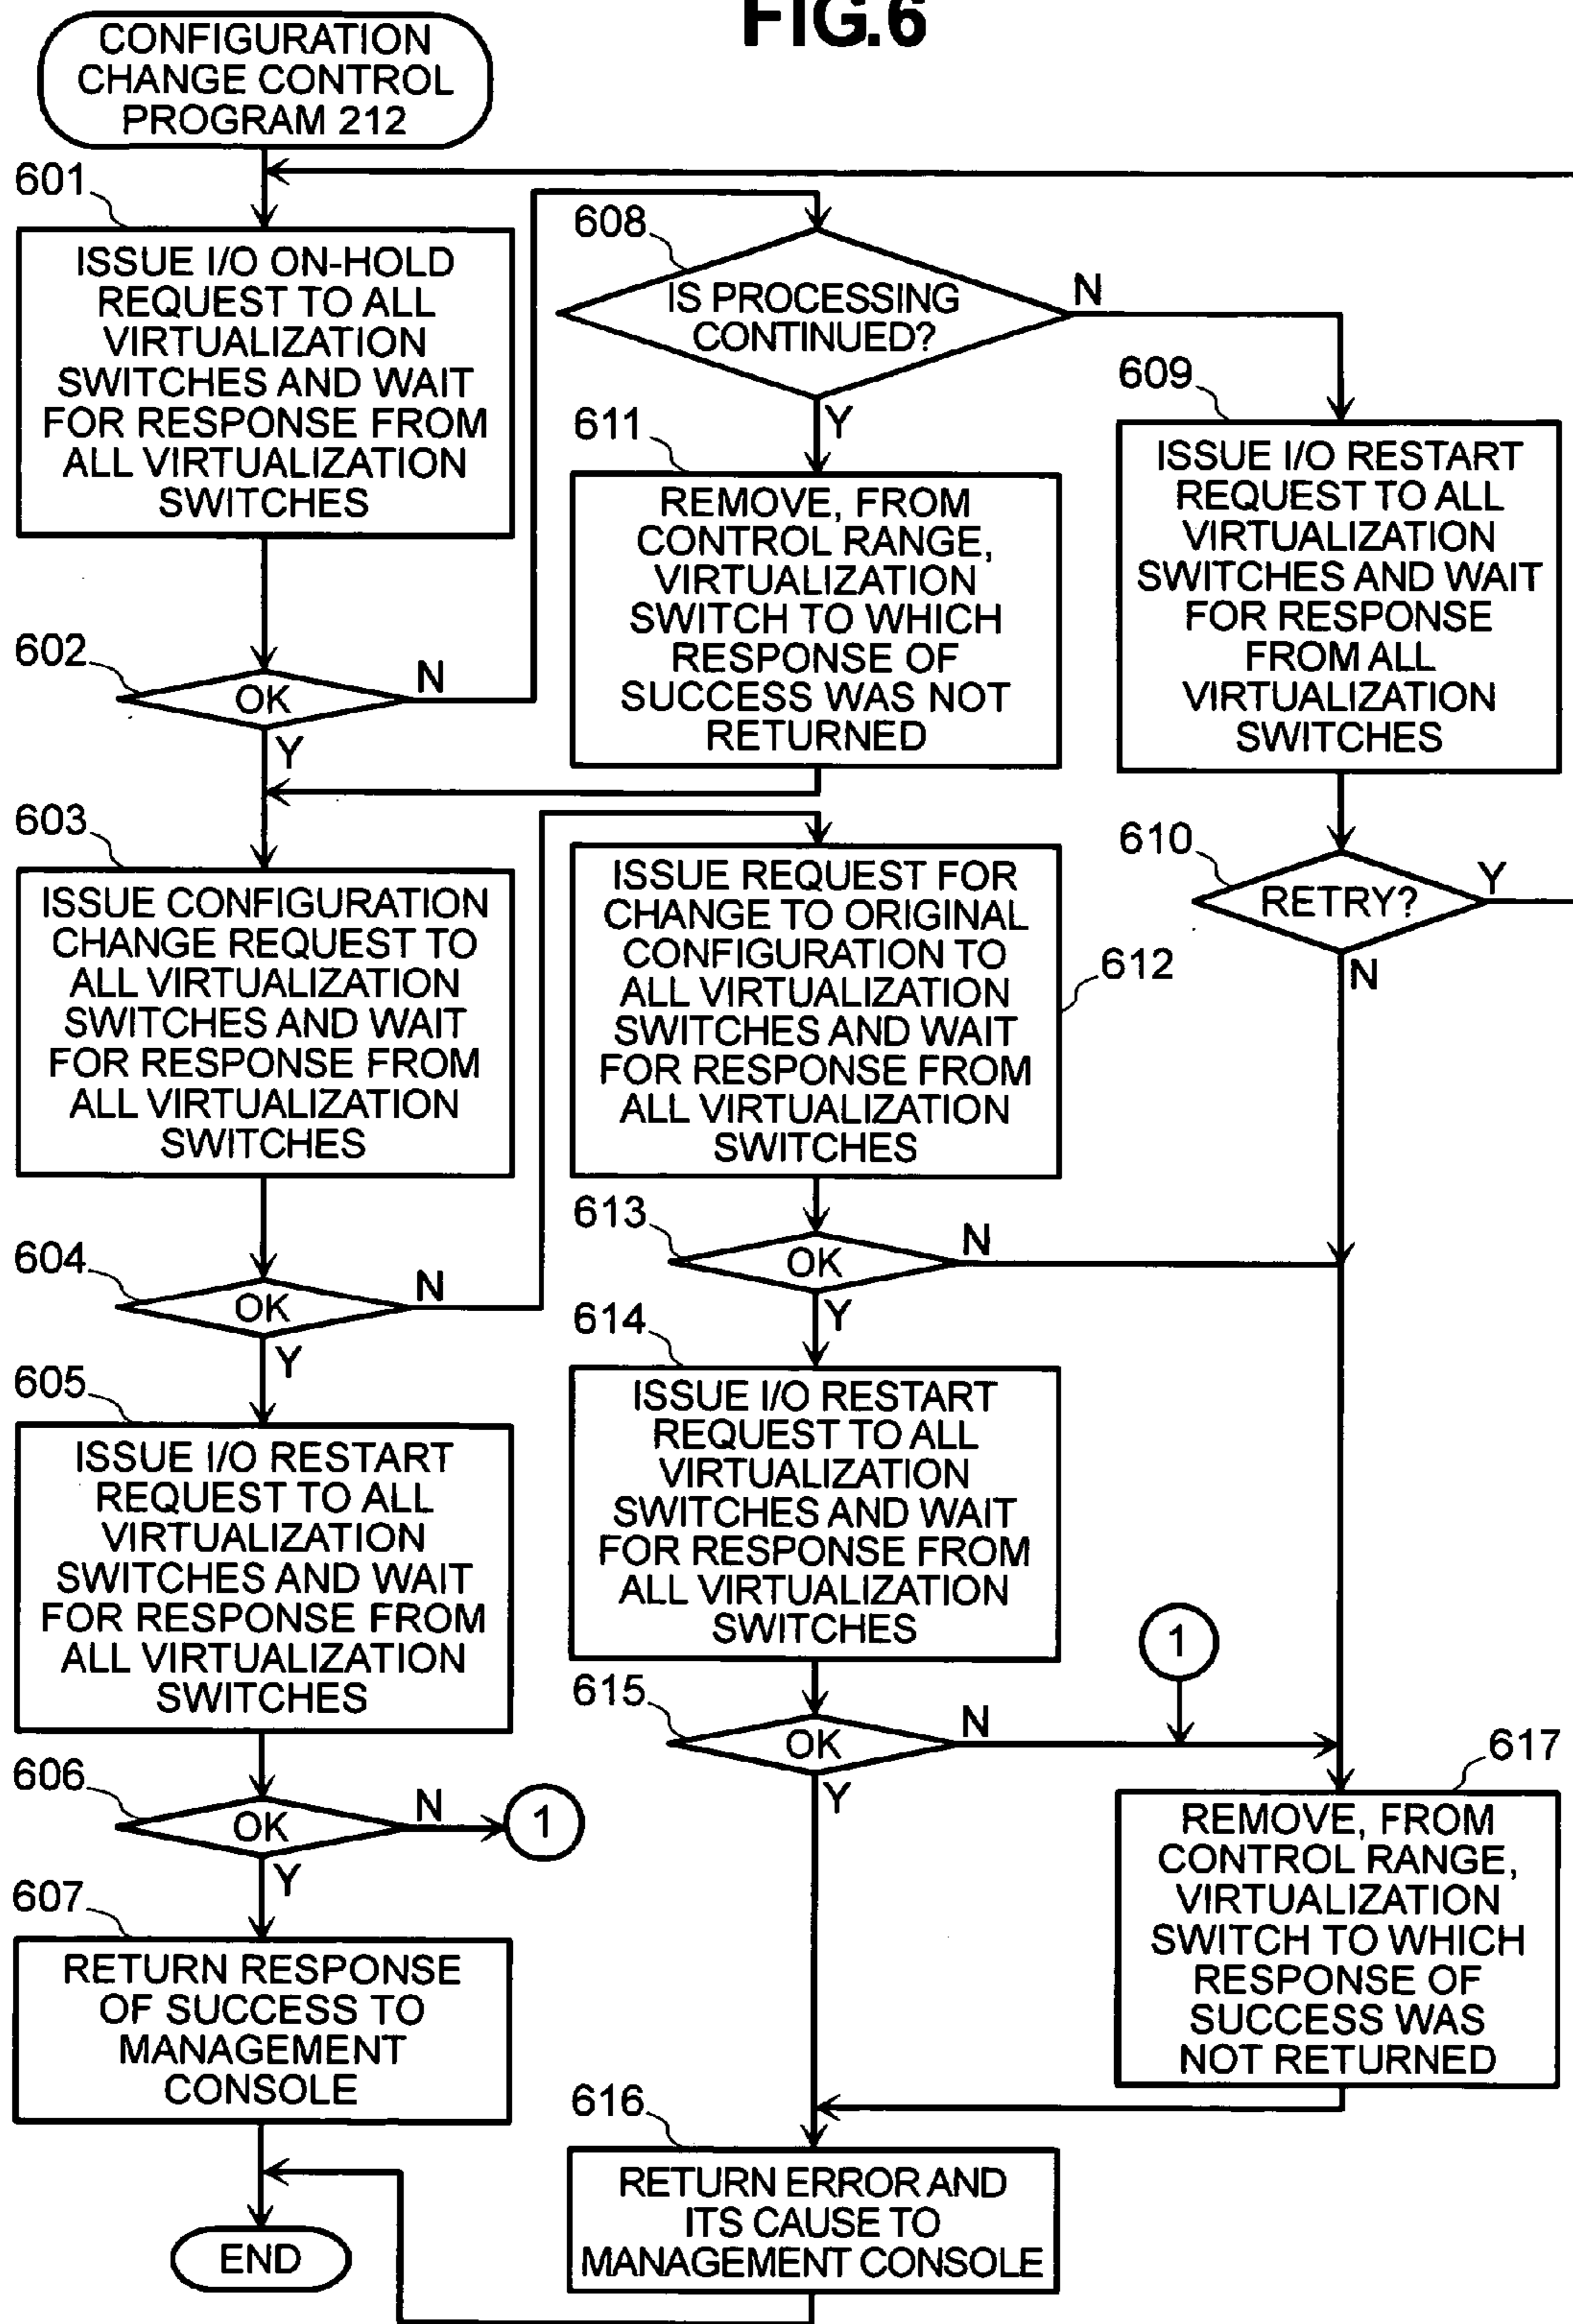 FIG.6
CONFIGURATION
CHANGE CONTROL
PROGRAM 212
601
ISSUE I/O ON-HOLD
REQUEST TO ALL
VIRTUALIZATION
SWITCHES AND WAIT
FOR RESPONSE FROM
ALL VIRTUALIZATION
SWITCHES
602
OK
N
Y
603
ISSUE CONFIGURATION
CHANGE REQUEST TO
ALL VIRTUALIZATION
SWITCHES AND WAIT
FOR RESPONSE FROM
ALL VIRTUALIZATION
SWITCHES
604
OK
N
Y
605
ISSUE I/O RESTART
REQUEST TO ALL
VIRTUALIZATION
SWITCHES AND WAIT
FOR RESPONSE FROM
ALL VIRTUALIZATION
SWITCHES
606
OK
N
1
Y
607
RETURN RESPONSE
OF SUCCESS TO
MANAGEMENT
CONSOLE
END
608
IS PROCESSING
CONTINUED?
N
Y
611
REMOVE, FROM
CONTROL RANGE,
VIRTUALIZATION
SWITCH TO WHICH
RESPONSE OF
SUCCESS WAS NOT
RETURNED
612
ISSUE REQUEST FOR
CHANGE TO ORIGINAL
CONFIGURATION TO
ALL VIRTUALIZATION
SWITCHES AND WAIT
FOR RESPONSE FROM
ALL VIRTUALIZATION
SWITCHES
613
OK
N
Y
614
ISSUE I/O RESTART
REQUEST TO ALL
VIRTUALIZATION
SWITCHES AND WAIT
FOR RESPONSE FROM
ALL VIRTUALIZATION
SWITCHES
615
OK
N
Y
1
616
RETURN ERROR AND
ITS CAUSE TO
MANAGEMENT CONSOLE
609
ISSUE I/O RESTART
REQUEST TO ALL
VIRTUALIZATION
SWITCHES AND WAIT
FOR RESPONSE
FROM ALL
VIRTUALIZATION
SWITCHES
610
RETRY?
Y
N
617
REMOVE, FROM
CONTROL RANGE,
VIRTUALIZATION
SWITCH TO WHICH
RESPONSE OF
SUCCESS WAS
NOT RETURNED